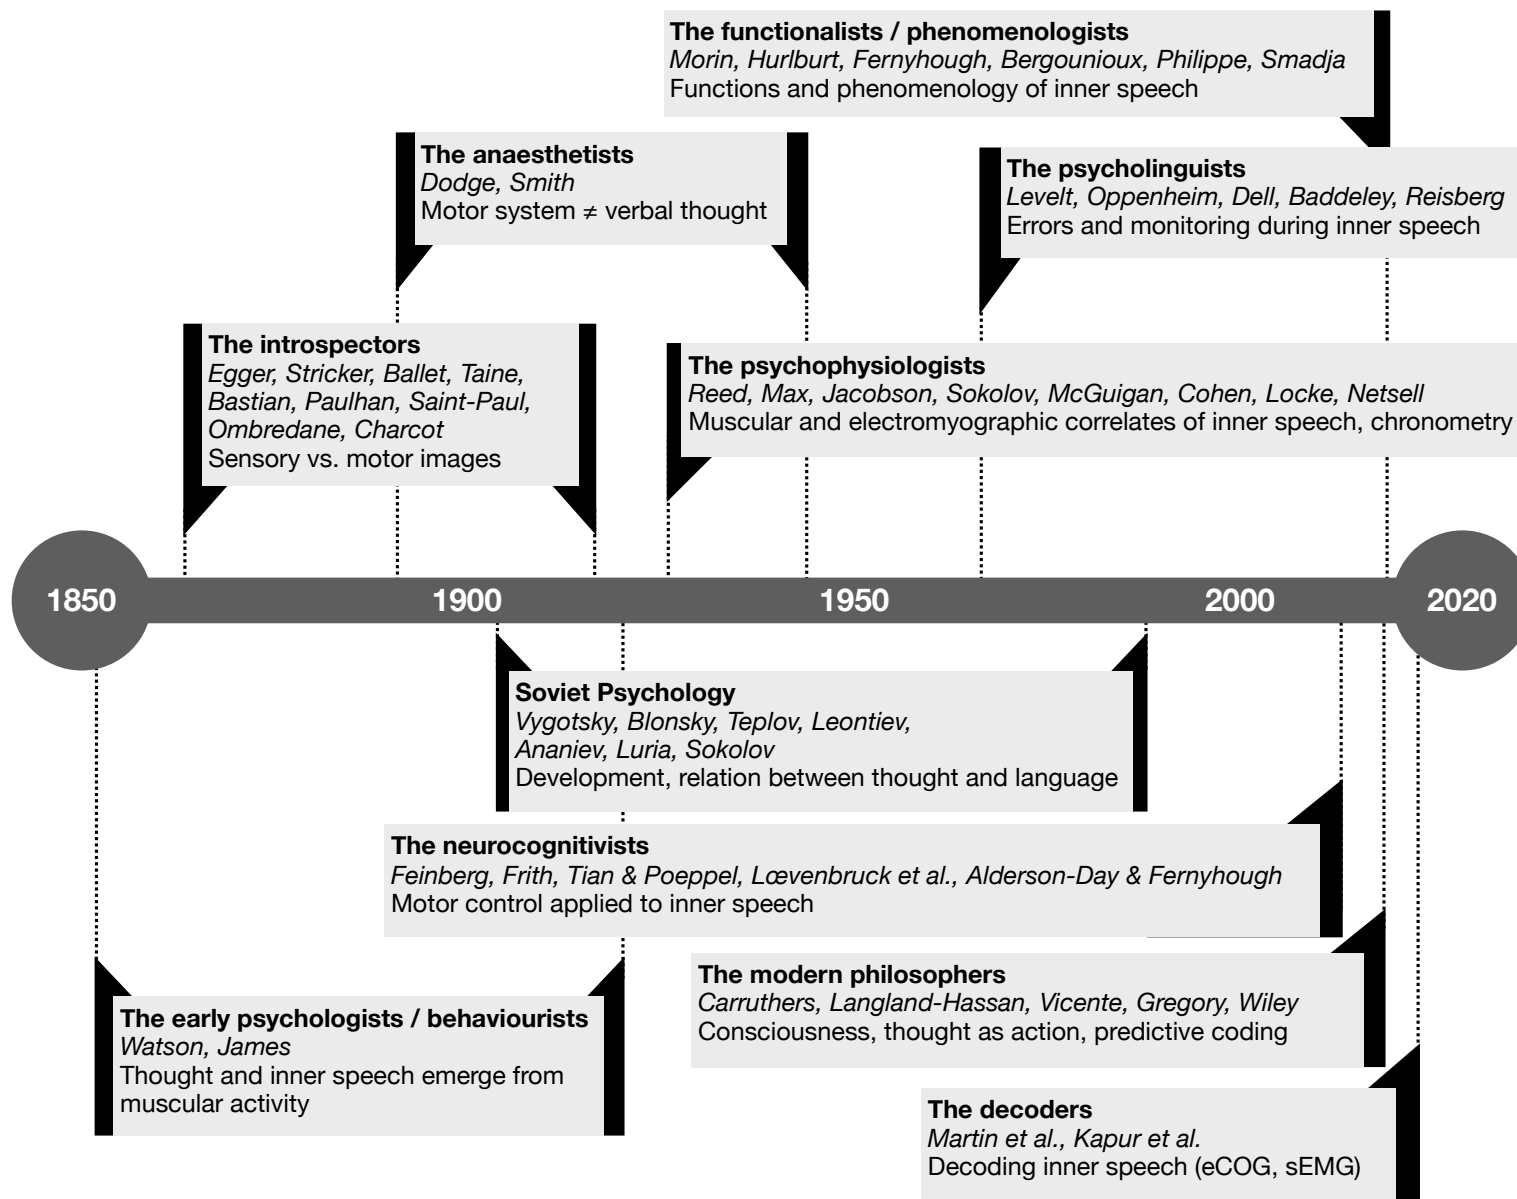 The functionalists / phenomenologists
Morin, Hurlburt, Fernyhough, Bergounioux, Philippe, Smadja
Functions and phenomenology of inner speech
The anaesthetists
Dodge, Smith
Motor system ≠ verbal thought
The psycholinguists
Levelt, Oppenheim, Dell, Baddeley, Reisberg
Errors and monitoring during inner speech
The introspectors
Egger, Stricker, Ballet, Taine,
Bastian, Paulhan, Saint-Paul,
Ombredane, Charcot
Sensory vs. motor images
The psychophysiologists
Reed, Max, Jacobson, Sokolov, McGuigan, Cohen, Locke, Netsell
Muscular and electromyographic correlates of inner speech, chronometry
1850
1900
1950
2000
2020
Soviet Psychology
Vygotsky, Blonsky, Teplov, Leontiev,
Ananiev, Luria, Sokolov
Development, relation between thought and language
The neurocognitivists
Feinberg, Frith, Tian & Poeppel, Lœvenbruck et al., Alderson-Day & Fernyhough
Motor control applied to inner speech
The modern philosophers
Carruthers, Langland-Hassan, Vicente, Gregory, Wiley
Consciousness, thought as action, predictive coding
The early psychologists / behaviourists
Watson, James
Thought and inner speech emerge from
muscular activity
The decoders
Martin et al., Kapur et al.
Decoding inner speech (eCOG, sEMG)